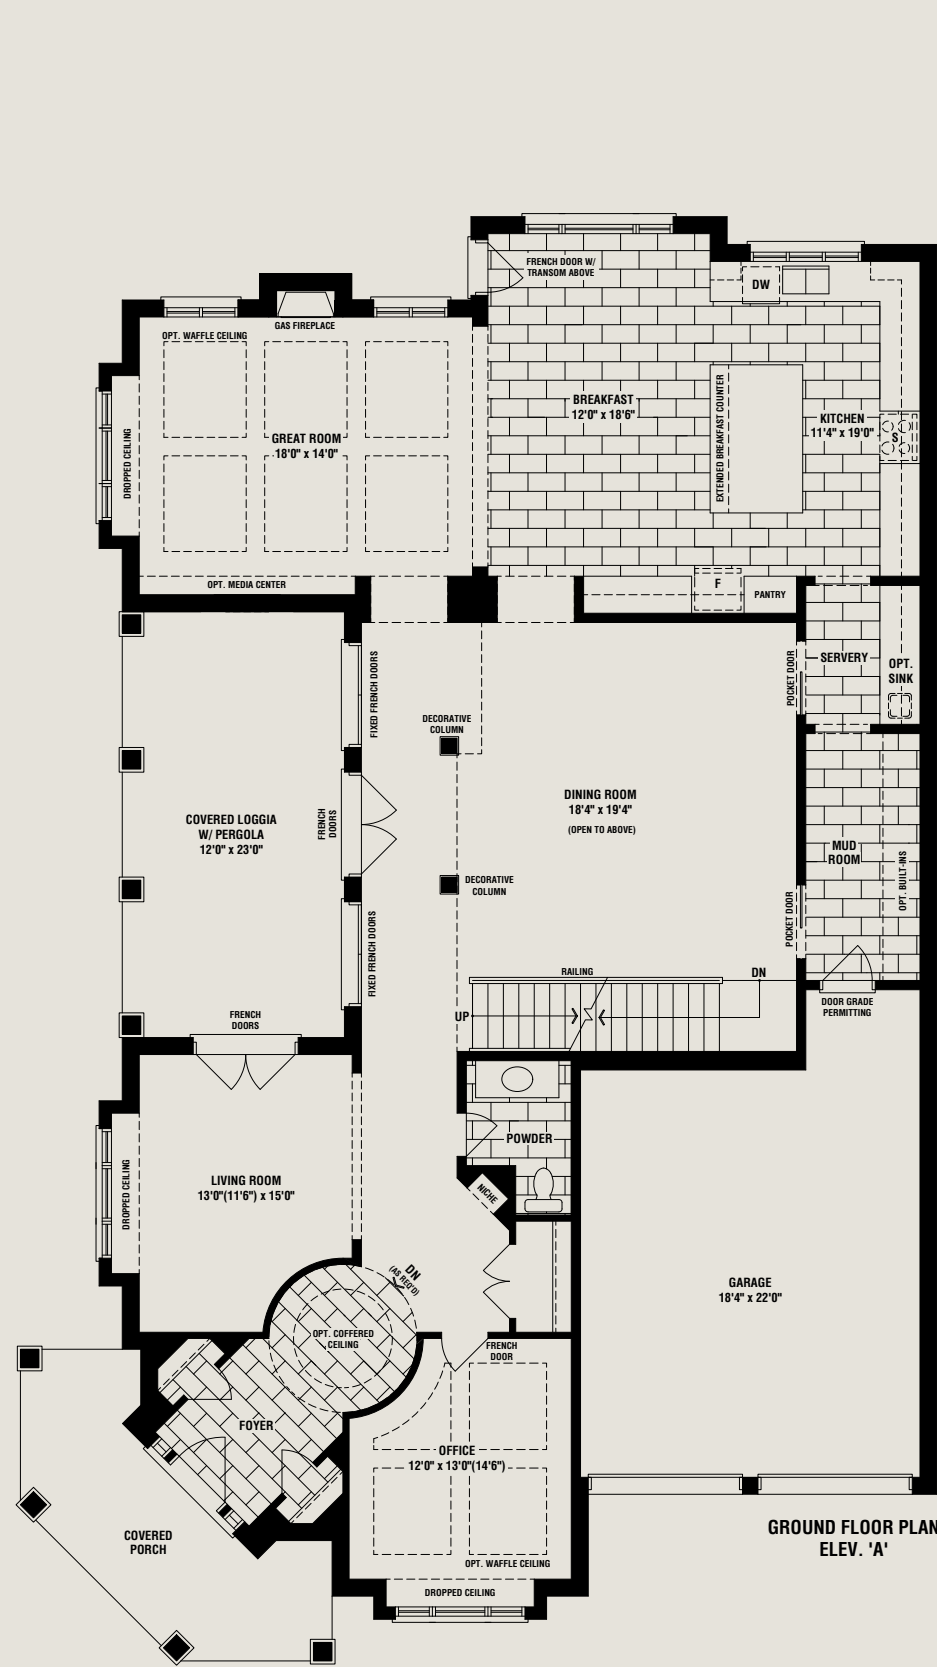 FRENCH DOOR W/
TRANSOM ABOVE
DW
OPT. WAFFLE CEILING
GAS FIREPLACE
DROPPED CEILING
GREAT ROOM
18'0" x 14'0"
BREAKFAST
12'0" x 18'6"
EXTENDED BREAKFAST COUNTER
KITCHEN
11'4" x 19'0"
S
OPT. MEDIA CENTER
F
PANTRY
SERVERY
OPT.
SINK
POCKET DOOR
FIXED FRENCH DOORS
DECORATIVE
COLUMN
DINING ROOM
18'4" x 19'4"
(OPEN TO ABOVE)
COVERED LOGGIA
W/ PERGOLA
12'0" x 23'0"
FRENCH
DOORS
DECORATIVE
COLUMN
MUD
ROOM
OPT. BUILT-INS
POCKET DOOR
FIXED FRENCH DOORS
RAILING
DN
UP
FRENCH
DOORS
DOOR GRADE
PERMITTING
POWDER
NICHE
DROPPED CEILING
LIVING ROOM
13'0"(11'6") x 15'0"
DN
(AS REQ'D)
GARAGE
18'4" x 22'0"
OPT. COFFERED
CEILING
FRENCH
DOOR
FOYER
OFFICE
12'0" x 13'0"(14'6")
COVERED
PORCH
OPT. WAFFLE CEILING
DROPPED CEILING
GROUND FLOOR PLAN
ELEV. 'A'